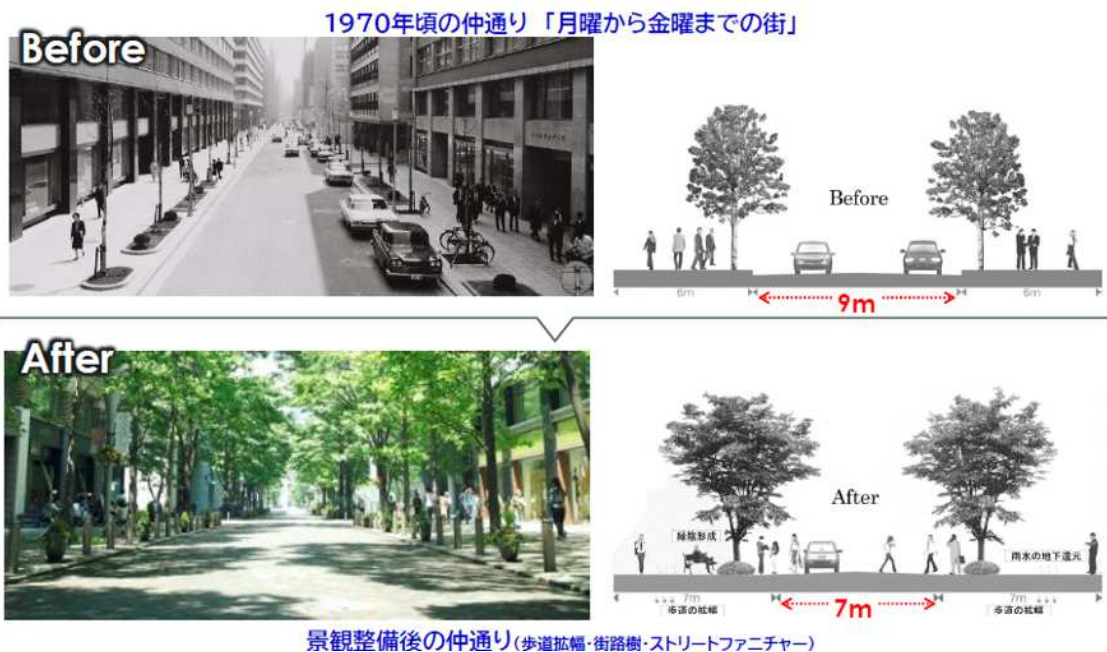 1970年頃の仲通り 「月曜から金曜までの街」
Before
Before
6m
9m
6m
After
After
緑陰形成
雨水の地下還元
7m
歩道の拡幅
7m
7m
歩道の拡幅
景観整備後の仲通り(歩道拡幅・街路樹・ストリートファニチャー)